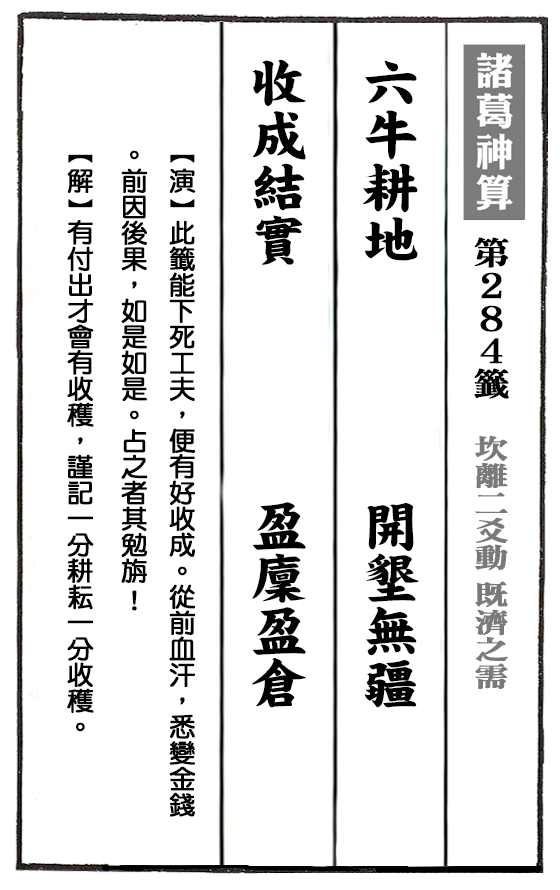 諸葛神算 第284籤 坎離二爻動 既濟之需
六牛耕地 開墾無疆
收成結實 盈廩盈倉
【演】此籤能下死工夫，便有好收成。從前血汗，悉變金錢
。前因後果，如是如是。占之者其勉旃！
【解】有付出才會有收穫，謹記一分耕耘一分收穫。